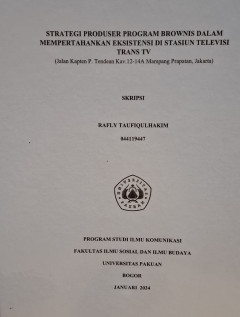 STRATEGI PRODUSER PROGRAM BROWNIS DALAM
MEMPERTAHANKAN EKSISTENSI DI STASIUN TELEVISI
TRANS TV
(Jalan Kapten P. Tendean Kav.12-14A Mampang Prapatan, Jakarta)
SKRIPSI
RAFLY TAUFIQULHAKIM
044119447
PROGRAM STUDI ILMU KOMUNIKASI
FAKULTAS ILMU SOSIAL DAN ILMU BUDAYA
UNIVERSITAS PAKUAN
BOGOR
JANUARI 2024